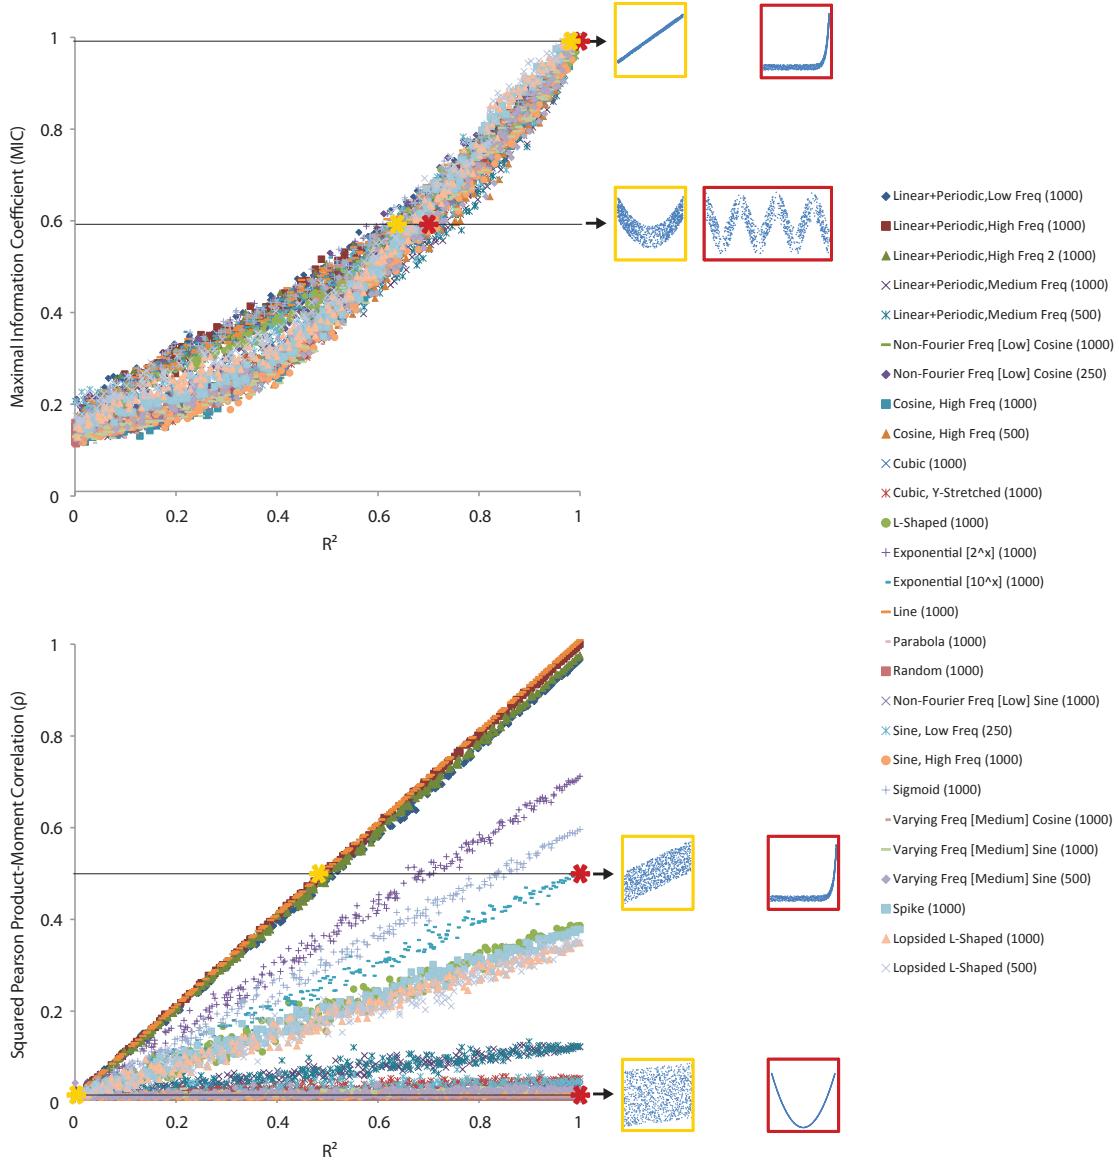 1
0.8
0.6
0.4
0.2
0
Maximal Information Coefficient (MIC)
0
0.2
0.4
0.6
0.8
1
R²
Linear+Periodic,Low Freq (1000)
Linear+Periodic,High Freq (1000)
Linear+Periodic,High Freq 2 (1000)
Linear+Periodic,Medium Freq (1000)
Linear+Periodic,Medium Freq (500)
Non-Fourier Freq [Low] Cosine (1000)
Non-Fourier Freq [Low] Cosine (250)
Cosine, High Freq (1000)
Cosine, High Freq (500)
Cubic (1000)
Cubic, Y-Stretched (1000)
L-Shaped (1000)
Exponential [2^x] (1000)
Exponential [10^x] (1000)
Line (1000)
Parabola (1000)
Random (1000)
Non-Fourier Freq [Low] Sine (1000)
Sine, Low Freq (250)
Sine, High Freq (1000)
Sigmoid (1000)
Varying Freq [Medium] Cosine (1000)
Varying Freq [Medium] Sine (1000)
Varying Freq [Medium] Sine (500)
Spike (1000)
Lopsided L-Shaped (1000)
Lopsided L-Shaped (500)
1
0.8
0.6
0.4
0.2
0
Squared Pearson Product-Moment Correlation (ρ)
0
0.2
0.4
0.6
0.8
1
R²